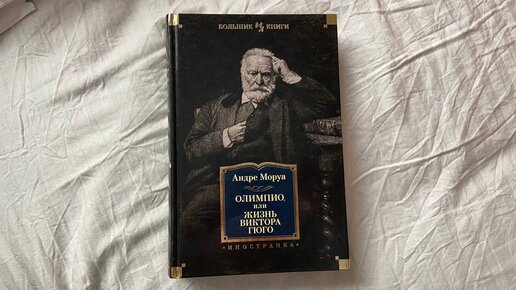 БОЛЬШИЕ КНИГИ
Андре Моруа
ОЛИМПИО,
ИЛИ
ЖИЗНЬ
ВИКТОРА
ГЮГО
• ИНОСТРАНКА •